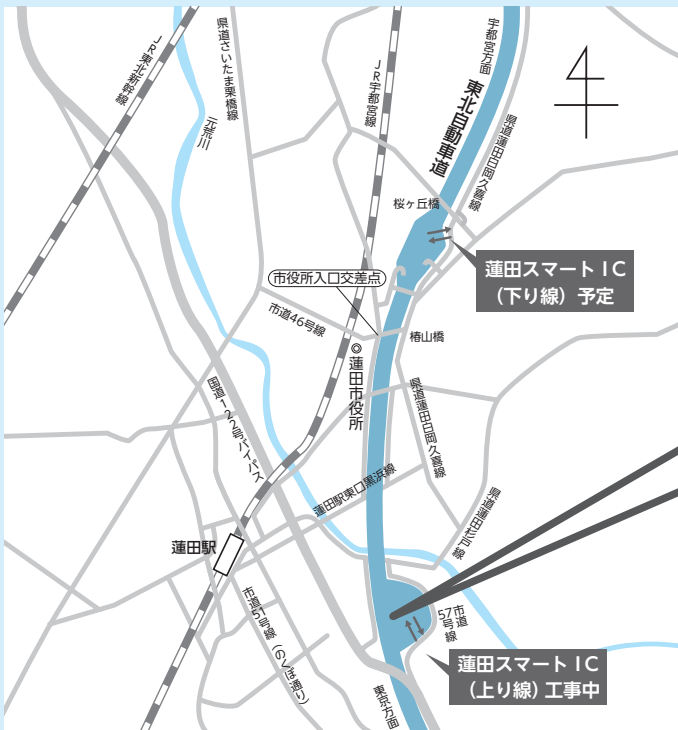 JR東北新幹線
県道さいたま栗橋線
元荒川
JR宇都宮線
宇都宮方面
東北自動車道
県道蓮田白岡久喜線
桜ヶ丘橋
蓮田スマートIC
（下り線）予定
市役所入口交差点
市道46号線
椿山橋
◎蓮田市役所
国道122号バイパス
県道蓮田白岡久喜線
蓮田駅東口黒浜線
県道蓮田杉戸線
蓮田駅
市道51号線（のくぼ通り）
市道
57号線
蓮田スマートIC
（上り線）工事中
東京方面